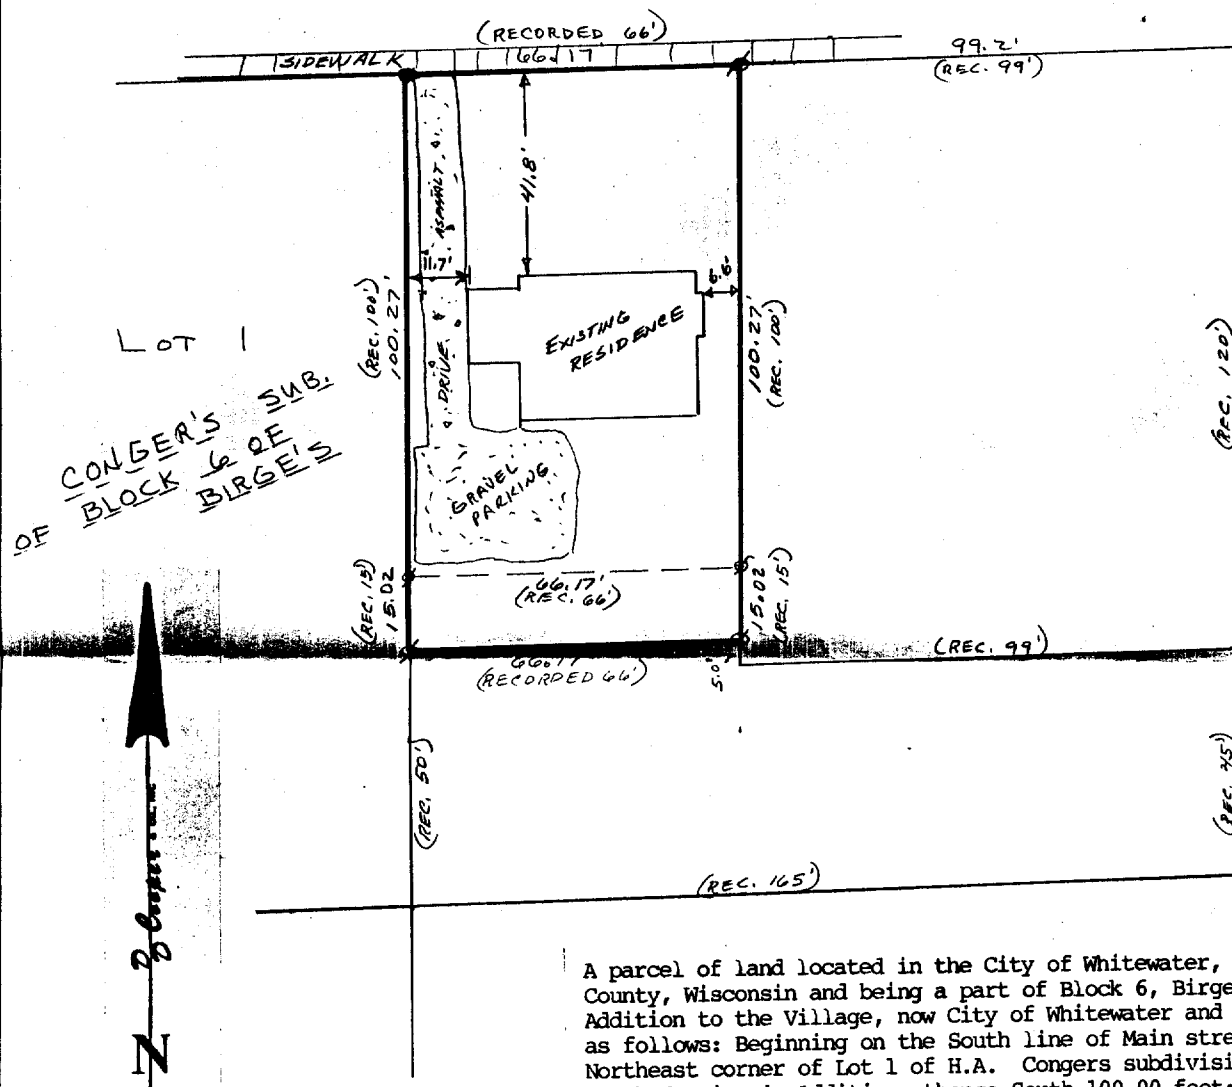 (RECORDED 66')
SIDEWALK
66.17
99.2'
(REC. 99')
ASPHALT
41.8'
11.7'
6.6
DRIVE
EXISTING
RESIDENCE
(REC. 100')
100.27'
100.27'
(REC. 100')
(REC. 120')
LOT 1
CONGER'S SUB.
OF BLOCK 6 OF
BIRGE'S
GRAVEL
PARKING
66.17'
(REC. 66')
(REC. 15')
15.02
15.02
(REC. 15')
66.17
(RECORDED 66')
5.0'
(REC. 99')
(REC. 50')
(REC. 45')
(REC. 165')
N
A parcel of land located in the City of Whitewater,
County, Wisconsin and being a part of Block 6, Birge
Addition to the Village, now City of Whitewater and
as follows: Beginning on the South line of Main stre
Northeast corner of Lot 1 of H.A. Congers subdivisi